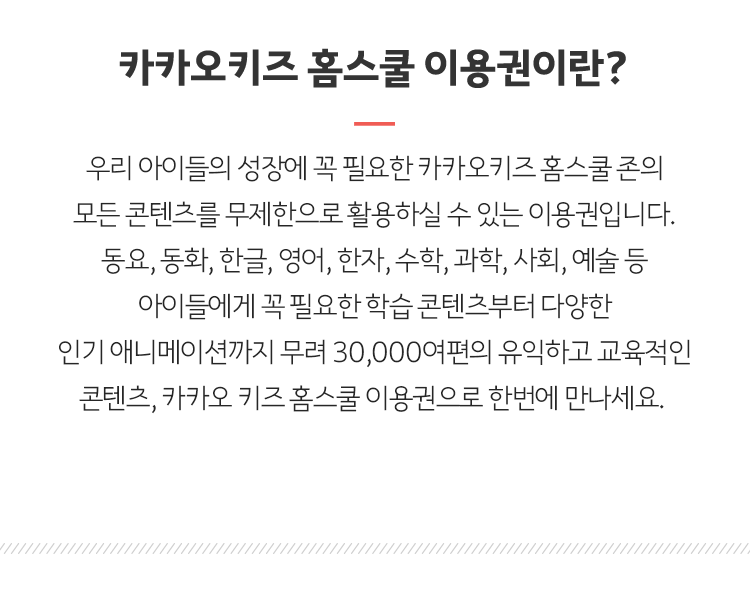 카카오키즈 홈스쿨 이용권이란?
우리 아이들의 성장에 꼭 필요한 카카오키즈 홈스쿨 존의
모든 콘텐츠를 무제한으로 활용하실 수 있는 이용권입니다.
동요, 동화, 한글, 영어, 한자, 수학, 과학, 사회, 예술 등
아이들에게 꼭 필요한 학습 콘텐츠부터 다양한
인기 애니메이션까지 무려 30,000여편의 유익하고 교육적인
콘텐츠, 카카오 키즈 홈스쿨 이용권으로 한번에 만나세요.